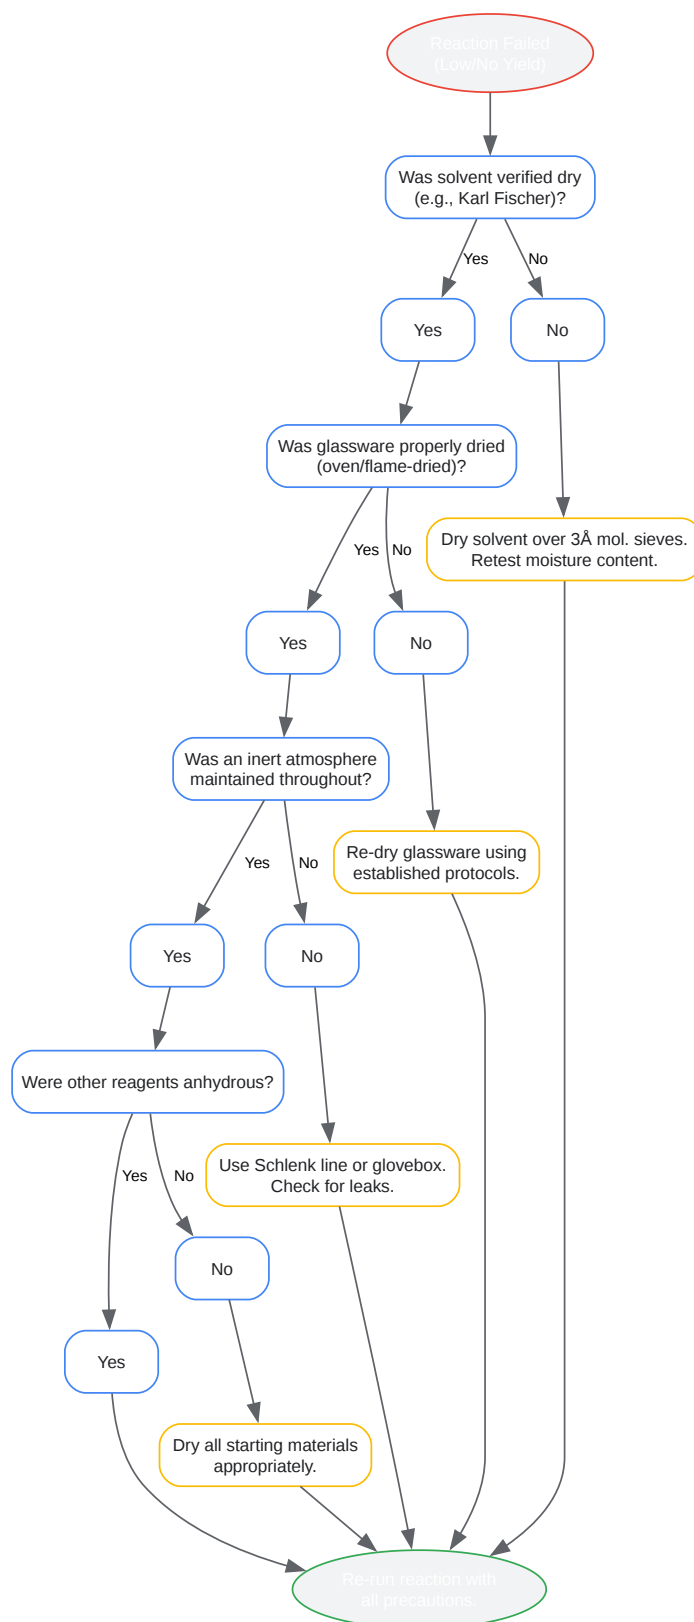 Reaction Failed
(Low/No Yield)
Was solvent verified dry
(e.g., Karl Fischer)?
Yes
No
Yes
No
Was glassware properly dried
(oven/flame-dried)?
Dry solvent over 3Å mol. sieves.
Retest moisture content.
Yes
No
Yes
No
Was an inert atmosphere
maintained throughout?
Re-dry glassware using
established protocols.
Yes
No
Yes
No
Were other reagents anhydrous?
Use Schlenk line or glovebox.
Check for leaks.
Yes
No
No
Yes
Dry all starting materials
appropriately.
Re-run reaction with
all precautions.